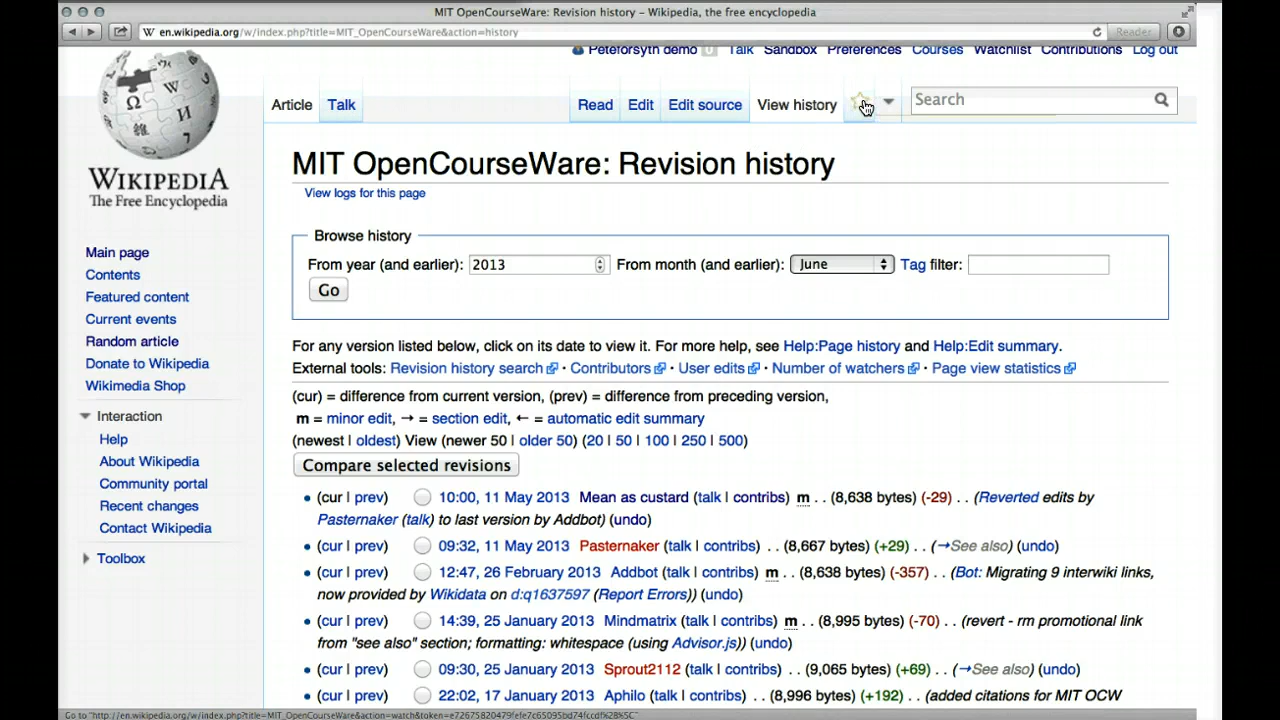 MIT OpenCourseWare: Revision history – Wikipedia, the free encyclopedia
en.wikipedia.org/w/index.php?title=MIT_OpenCourseWare&action=history
Reader
Peteforsyth demo 0 Talk Sandbox Preferences Courses Watchlist Contributions Log out
Article Talk Read Edit Edit source View history Search
WIKIPEDIA
The Free Encyclopedia
MIT OpenCourseWare: Revision history
View logs for this page
Main page
Contents
Featured content
Current events
Random article
Donate to Wikipedia
Wikimedia Shop
Interaction
Help
About Wikipedia
Community portal
Recent changes
Contact Wikipedia
Toolbox
Browse history
From year (and earlier): 2013 From month (and earlier): June Tag filter:
Go
For any version listed below, click on its date to view it. For more help, see Help:Page history and Help:Edit summary.
External tools: Revision history search · Contributors · User edits · Number of watchers · Page view statistics
(cur) = difference from current version, (prev) = difference from preceding version,
m = minor edit, → = section edit, ← = automatic edit summary
(newest | oldest) View (newer 50 | older 50) (20 | 50 | 100 | 250 | 500)
Compare selected revisions
(cur | prev) 10:00, 11 May 2013 Mean as custard (talk | contribs) m . . (8,638 bytes) (-29) . . (Reverted edits by
Pasternaker (talk) to last version by Addbot) (undo)
(cur | prev) 09:32, 11 May 2013 Pasternaker (talk | contribs) . . (8,667 bytes) (+29) . . (→See also) (undo)
(cur | prev) 12:47, 26 February 2013 Addbot (talk | contribs) m . . (8,638 bytes) (-357) . . (Bot: Migrating 9 interwiki links,
now provided by Wikidata on d:q1637597 (Report Errors)) (undo)
(cur | prev) 14:39, 25 January 2013 Mindmatrix (talk | contribs) m . . (8,995 bytes) (-70) . . (revert - rm promotional link
from "see also" section; formatting: whitespace (using Advisor.js)) (undo)
(cur | prev) 09:30, 25 January 2013 Sprout2112 (talk | contribs) . . (9,065 bytes) (+69) . . (→See also) (undo)
(cur | prev) 22:02, 17 January 2013 Aphilo (talk | contribs) . . (8,996 bytes) (+192) . . (added citations for MIT OCW